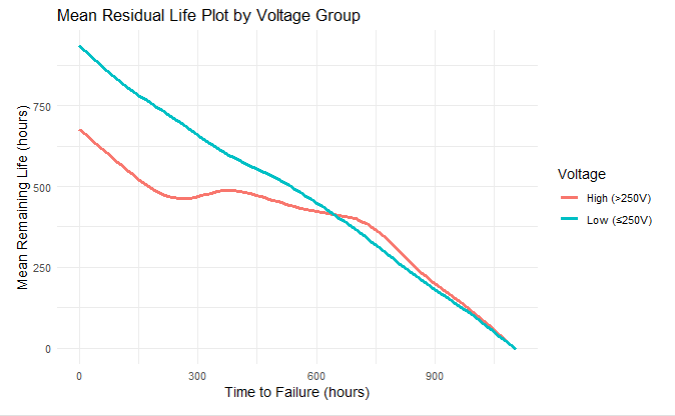 Mean Residual Life Plot by Voltage Group
Mean Remaining Life (hours)
750
500
250
0
0 300 600 900
Time to Failure (hours)
Voltage
High (>250V)
Low (≤250V)